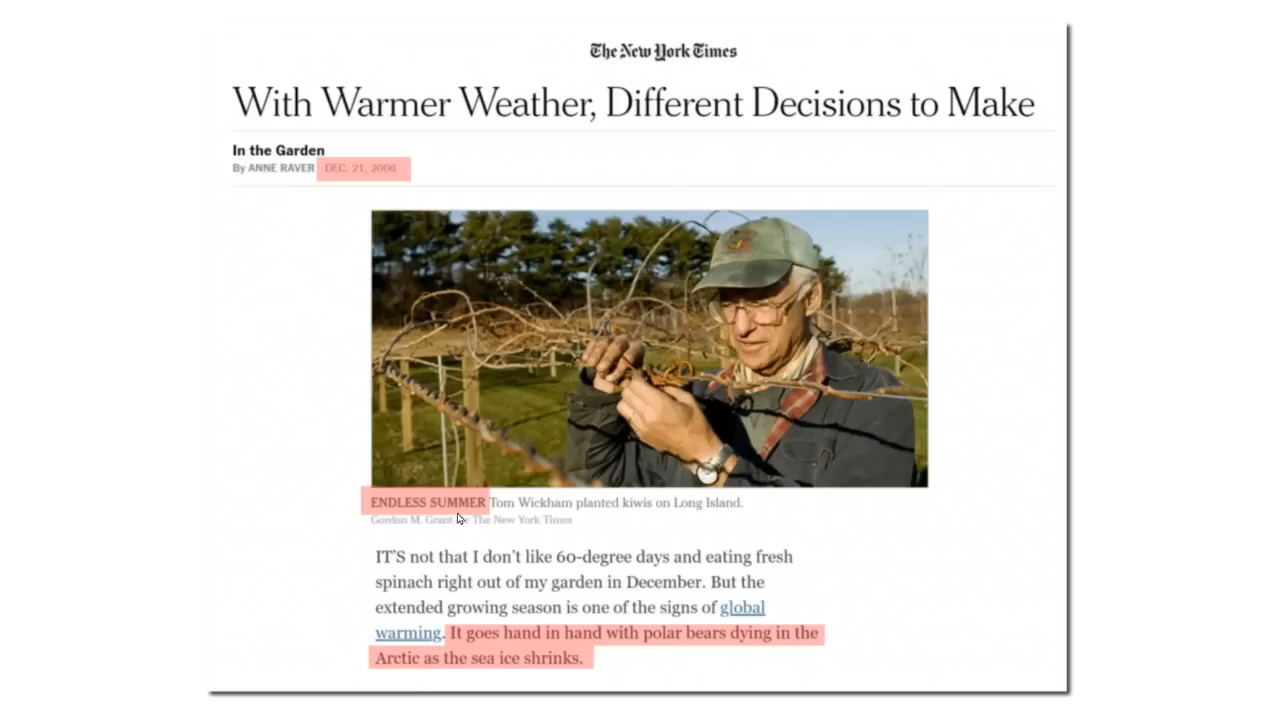 The New York Times
With Warmer Weather, Different Decisions to Make
In the Garden
By ANNE RAVER DEC. 21, 2006
ENDLESS SUMMER Tom Wickham planted kiwis on Long Island.
Gordon M. Grant for The New York Times
IT'S not that I don't like 60-degree days and eating fresh
spinach right out of my garden in December. But the
extended growing season is one of the signs of global
warming. It goes hand in hand with polar bears dying in the
Arctic as the sea ice shrinks.